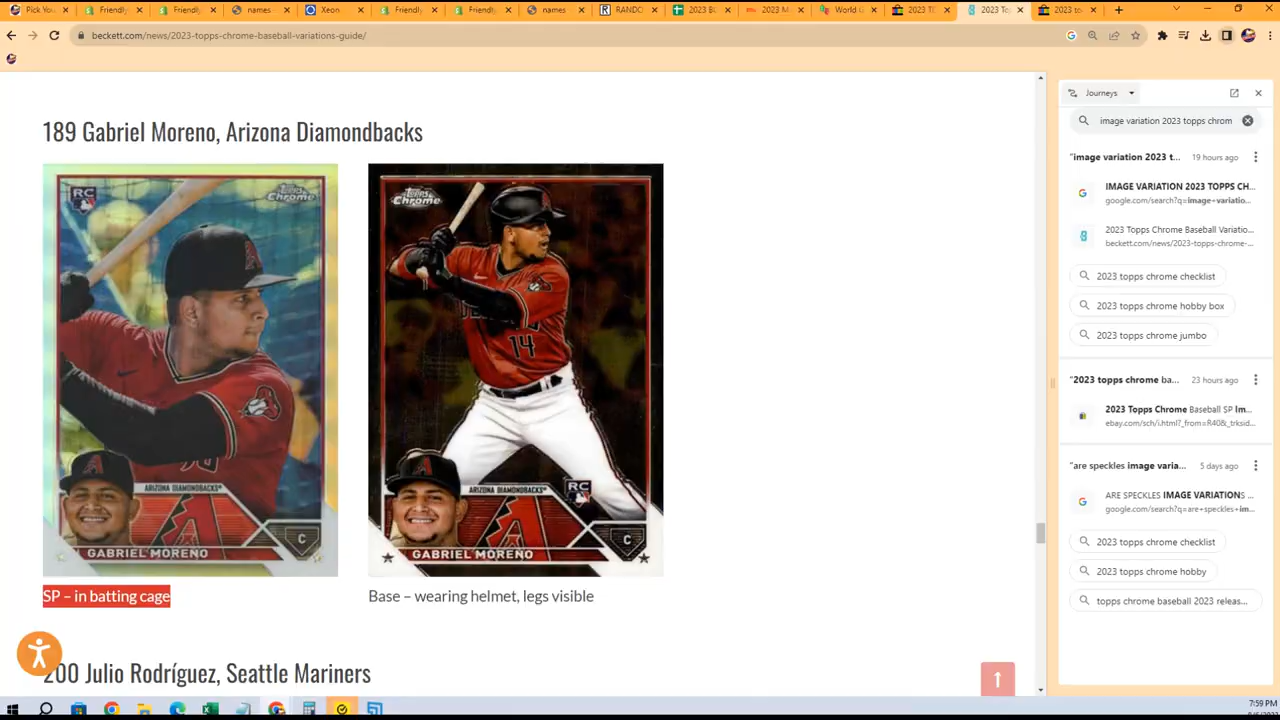 Pick Yo
Friendly
Friendly
names
Xeon
Friendly
Friendly
names
RANDO
2023 B
2023 M
World
2023 T
2023 To
2023 to
beckett.com/news/2023-topps-chrome-baseball-variations-guide/
Journeys
image variation 2023 topps chrom
"image variation 2023 t... 19 hours ago
IMAGE VARIATION 2023 TOPPS CH...
google.com/search?q=image+variatio...
2023 Topps Chrome Baseball Variatio...
beckett.com/news/2023-topps-chrome-...
2023 topps chrome checklist
2023 topps chrome hobby box
2023 topps chrome jumbo
"2023 topps chrome ba... 23 hours ago
2023 Topps Chrome Baseball SP Im...
ebay.com/sch/i.html?_from=R40&_trksid...
"are speckles image varia... 5 days ago
ARE SPECKLES IMAGE VARIATIONS ...
google.com/search?q=are+speckles+im...
2023 topps chrome checklist
2023 topps chrome hobby
topps chrome baseball 2023 releas...
189 Gabriel Moreno, Arizona Diamondbacks
RC
Topps Chrome
ARIZONA DIAMONDBACKS
C
GABRIEL MORENO
Topps Chrome
14
RC
ARIZONA DIAMONDBACKS
C
GABRIEL MORENO
SP – in batting cage
Base – wearing helmet, legs visible
200 Julio Rodríguez, Seattle Mariners
7:59 PM